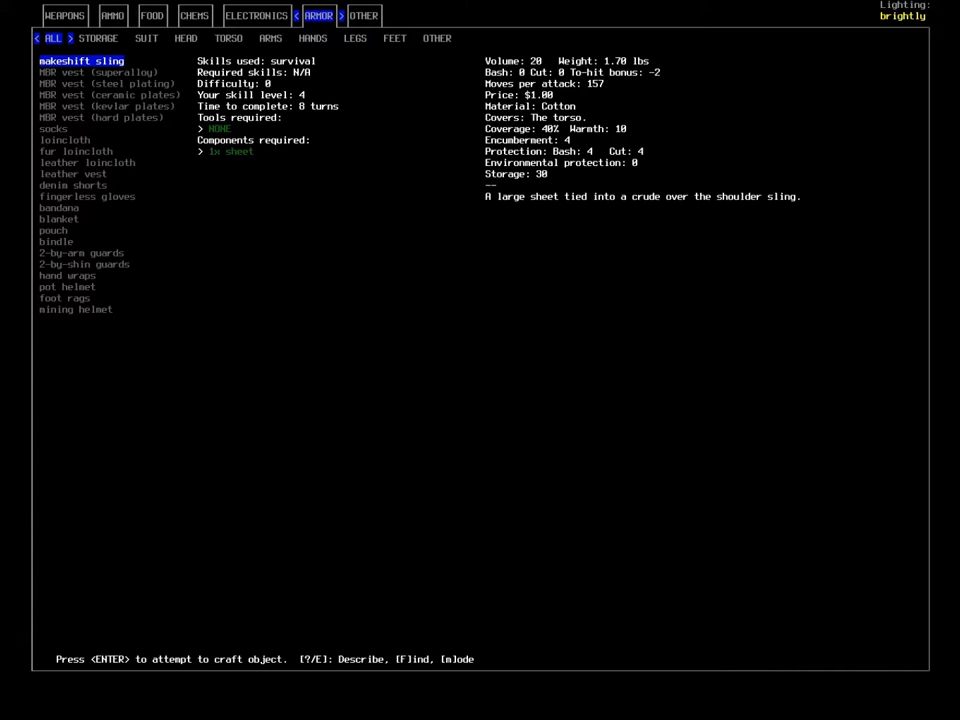 Lighting:
brightly
WEAPONS AMMO FOOD CHEMS ELECTRONICS < ARMOR > OTHER
< ALL > STORAGE SUIT HEAD TORSO ARMS HANDS LEGS FEET OTHER
makeshift sling
MBR vest (superalloy)
MBR vest (steel plating)
MBR vest (ceramic plates)
MBR vest (kevlar plates)
MBR vest (hard plates)
socks
loincloth
fur loincloth
leather loincloth
leather vest
denim shorts
fingerless gloves
bandana
blanket
pouch
bindle
2-by-arm guards
2-by-shin guards
hand wraps
pot helmet
foot rags
mining helmet
Skills used: survival
Required skills: N/A
Difficulty: 0
Your skill level: 4
Time to complete: 8 turns
Tools required:
> NONE
Components required:
> 1x sheet
Volume: 20 Weight: 1.70 lbs
Bash: 0 Cut: 0 To-hit bonus: -2
Moves per attack: 157
Price: $1.00
Material: Cotton
Covers: The torso.
Coverage: 40% Warmth: 10
Encumberment: 4
Protection: Bash: 4 Cut: 4
Environmental protection: 0
Storage: 30
--
A large sheet tied into a crude over the shoulder sling.
Press <ENTER> to attempt to craft object. [?/E]: Describe, [F]ind, [m]ode